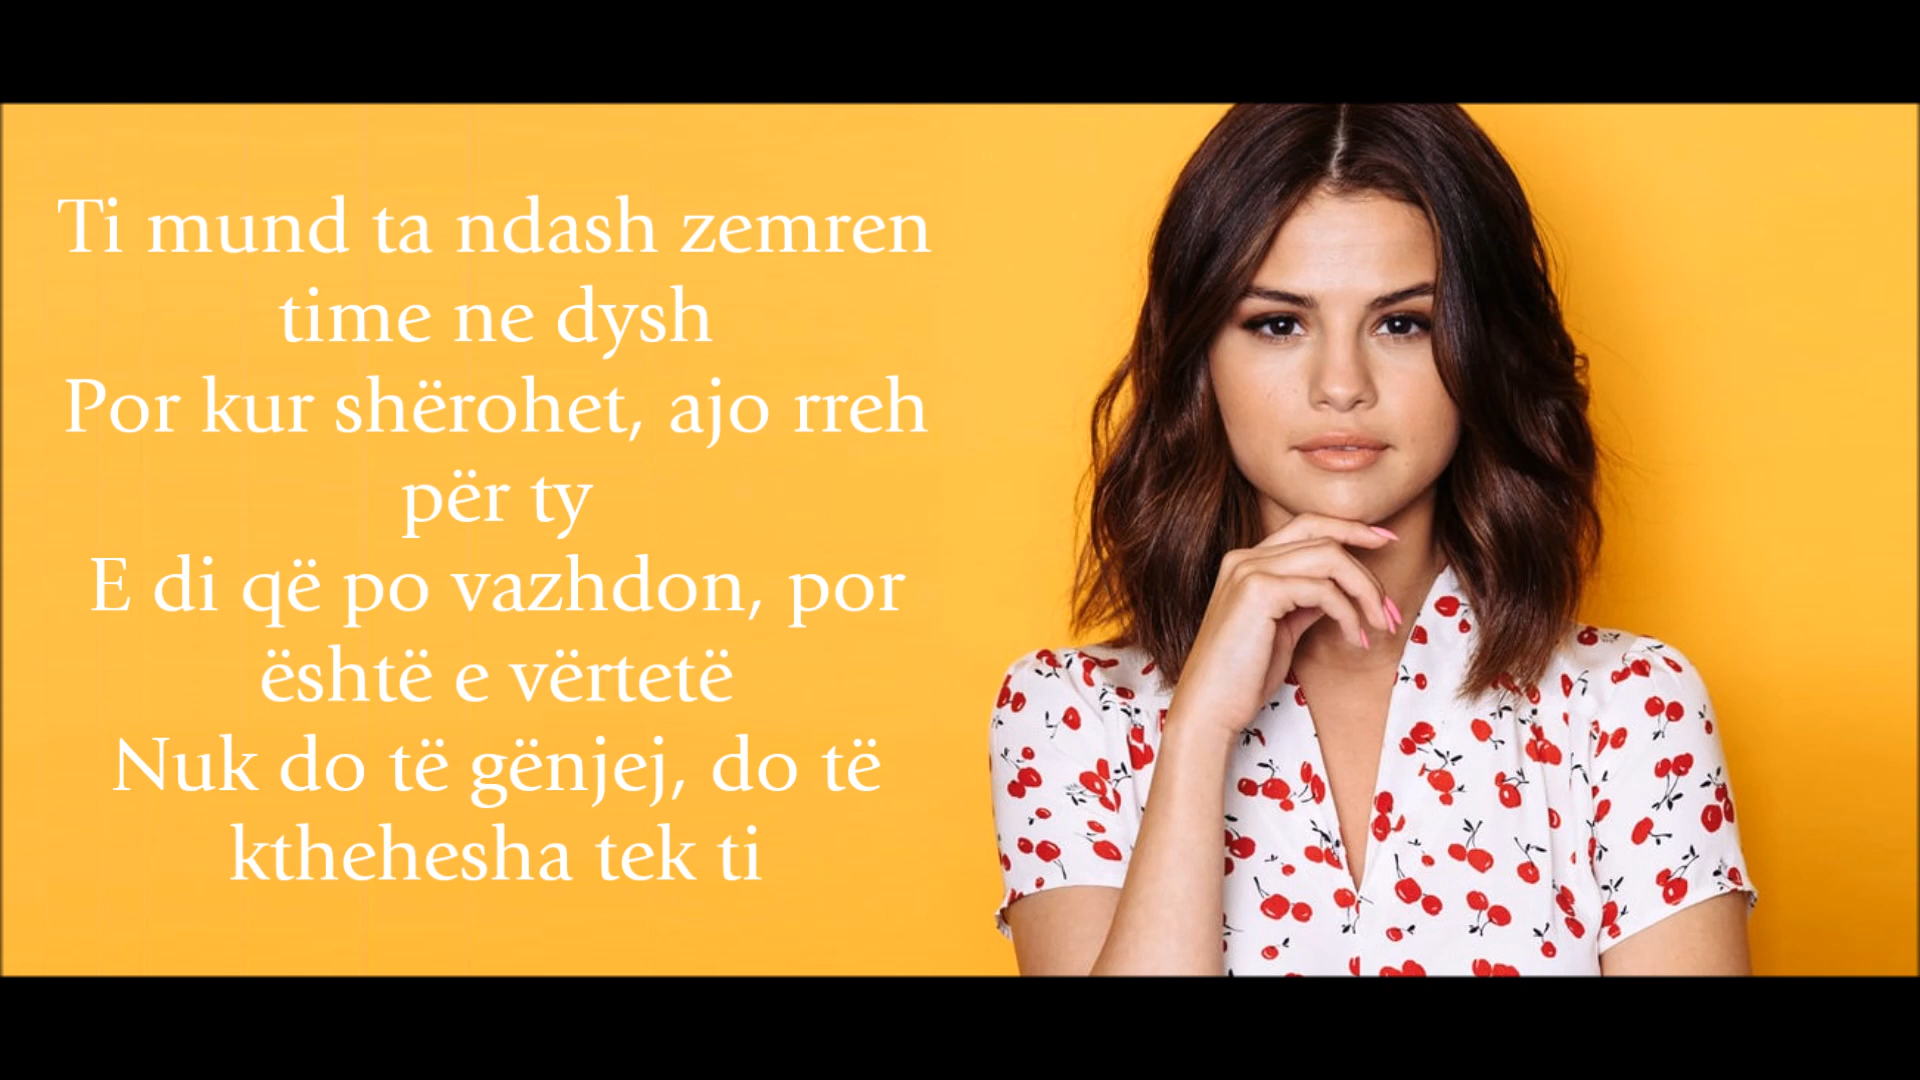 Ti mund ta ndash zemren
time ne dysh
Por kur shërohet, ajo rreh
për ty
E di që po vazhdon, por
është e vërtetë
Nuk do të gënjej, do të
kthehesha tek ti